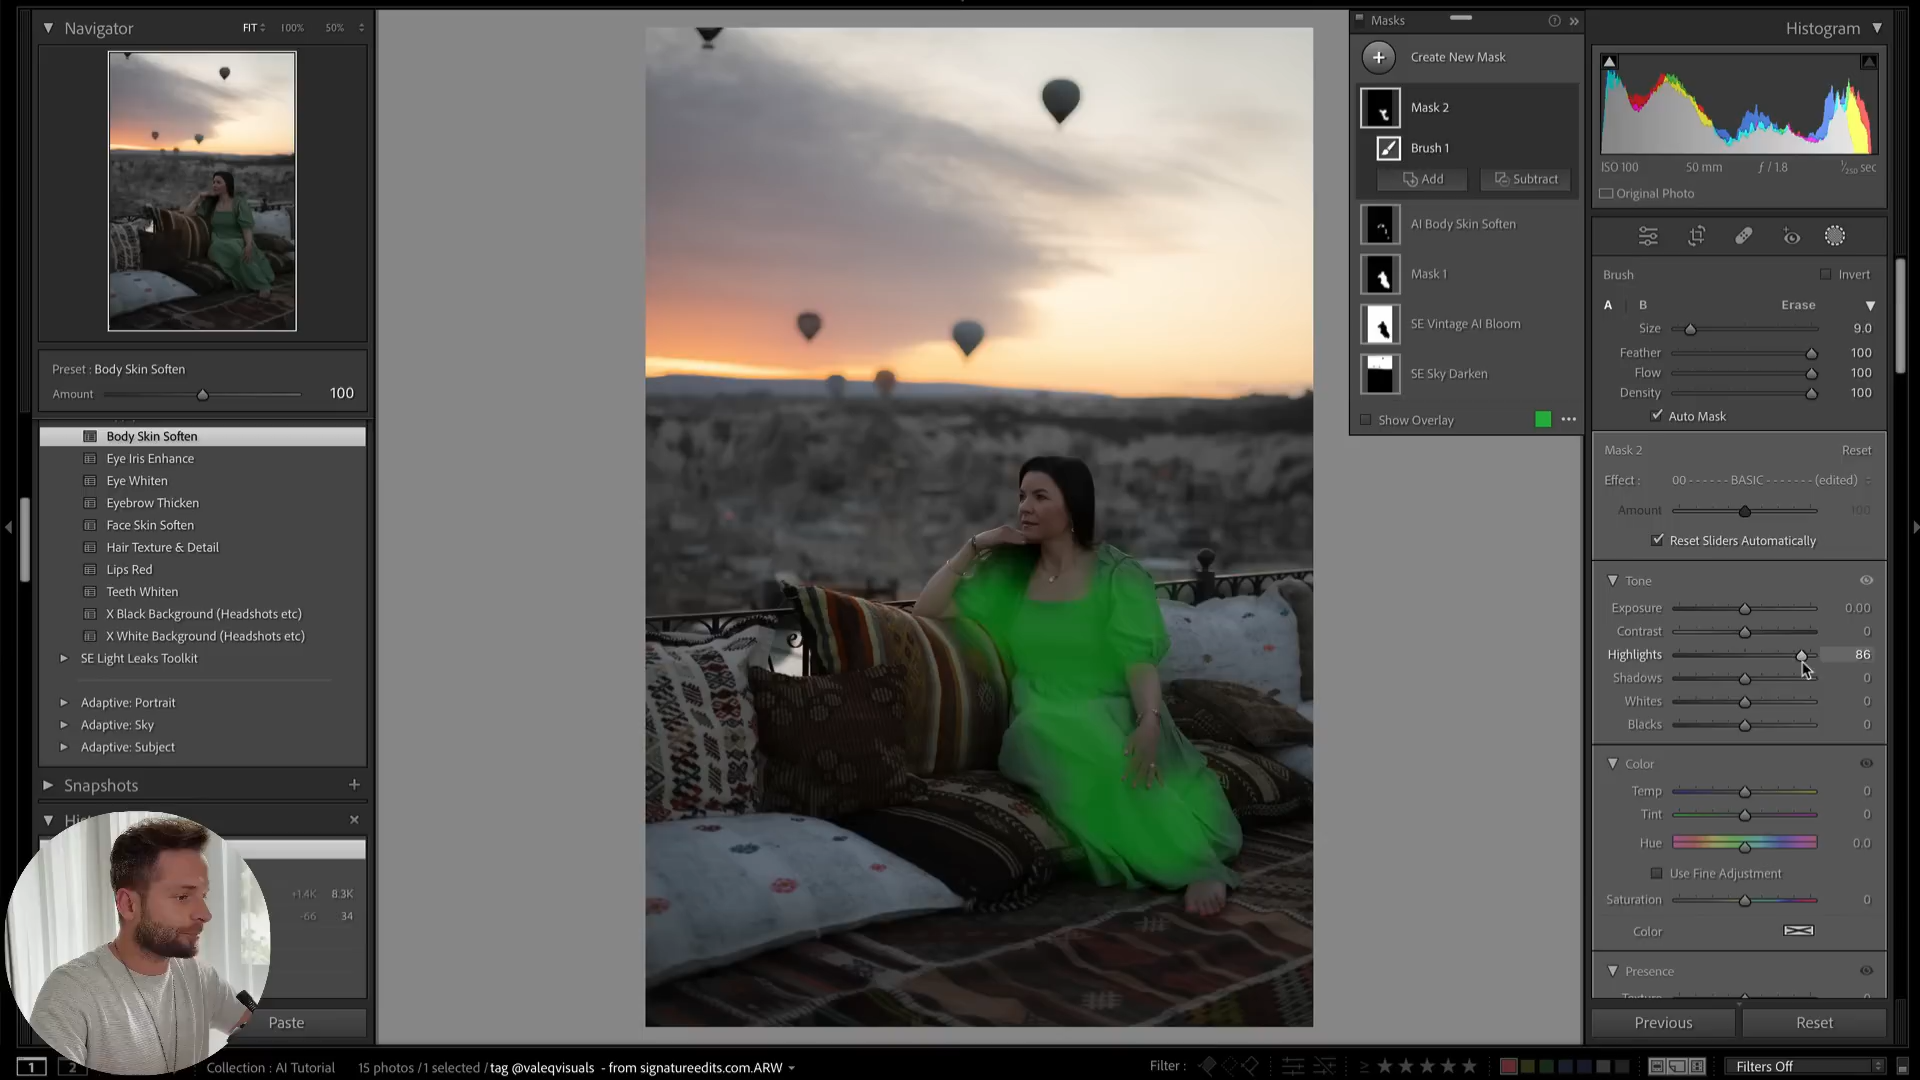 Navigator
FIT 100% 50%
Preset : Body Skin Soften
Amount 100
Body Skin Soften
Eye Iris Enhance
Eye Whiten
Eyebrow Thicken
Face Skin Soften
Hair Texture & Detail
Lips Red
Teeth Whiten
X Black Background (Headshots etc)
X White Background (Headshots etc)
SE Light Leaks Toolkit
Adaptive: Portrait
Adaptive: Sky
Adaptive: Subject
Snapshots
+1.4K 8.3K
-66 34
Paste
Masks
Create New Mask
Mask 2
Brush 1
Add Subtract
AI Body Skin Soften
Mask 1
SE Vintage AI Bloom
SE Sky Darken
Show Overlay
Histogram
ISO 100 50 mm ƒ / 1.8 1/250 sec
Original Photo
Brush Invert
A B Erase
Size 9.0
Feather 100
Flow 100
Density 100
Auto Mask
Mask 2 Reset
Effect : 00 ------ BASIC ------- (edited)
Amount 100
Reset Sliders Automatically
Tone
Exposure 0.00
Contrast 0
Highlights 86
Shadows 0
Whites 0
Blacks 0
Color
Temp 0
Tint 0
Hue 0.0
Use Fine Adjustment
Saturation 0
Color
Presence
Previous Reset
1 2 Collection : AI Tutorial 15 photos / 1 selected / tag @valeqvisuals - from signatureedits.com.ARW Filter : Filters Off